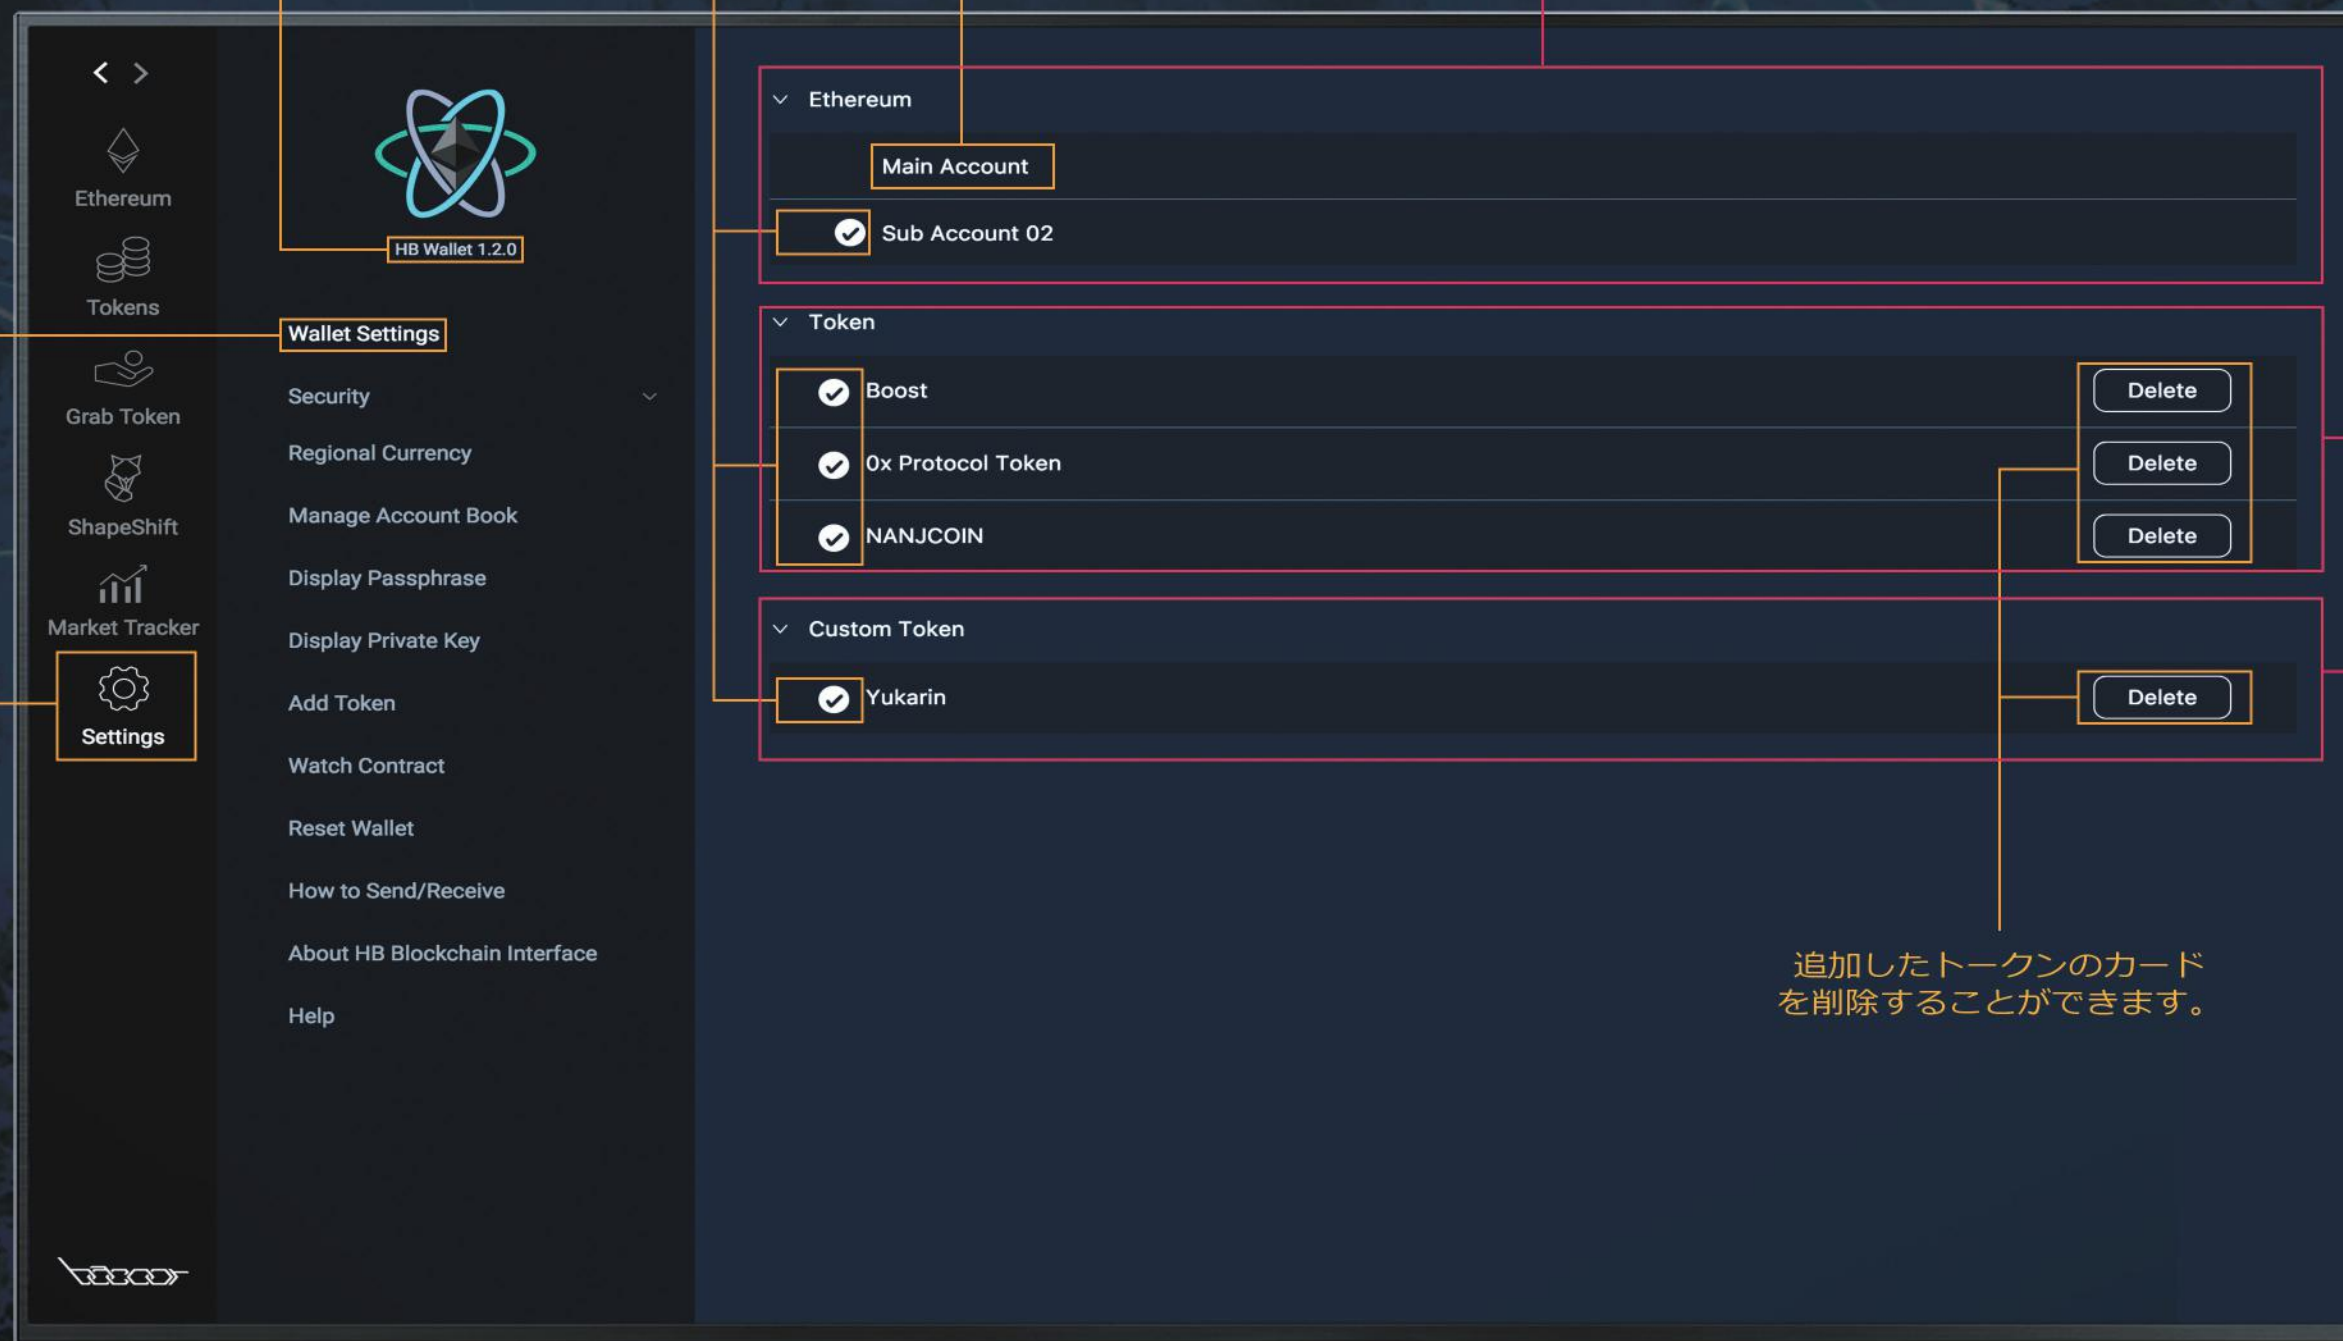 Ethereum
Tokens
Grab Token
ShapeShift
Market Tracker
Settings
HB Wallet 1.2.0
Wallet Settings
Security
Regional Currency
Manage Account Book
Display Passphrase
Display Private Key
Add Token
Watch Contract
Reset Wallet
How to Send/Receive
About HB Blockchain Interface
Help
Ethereum
Main Account
Sub Account 02
Token
Boost Delete
0x Protocol Token Delete
NANJCOIN Delete
Custom Token
Yukarin Delete
追加したトークンのカード
を削除することができます。